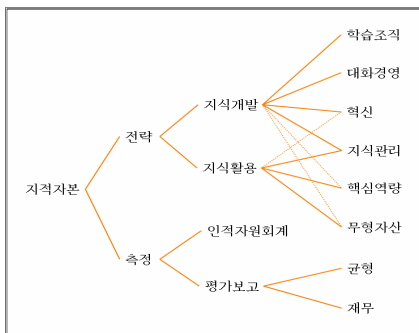 학습조직
대화경영
지식개발
혁신
전략
지식관리
지식활용
지적자본
핵심역량
무형자산
인적자원회계
측정
균형
평가보고
재무